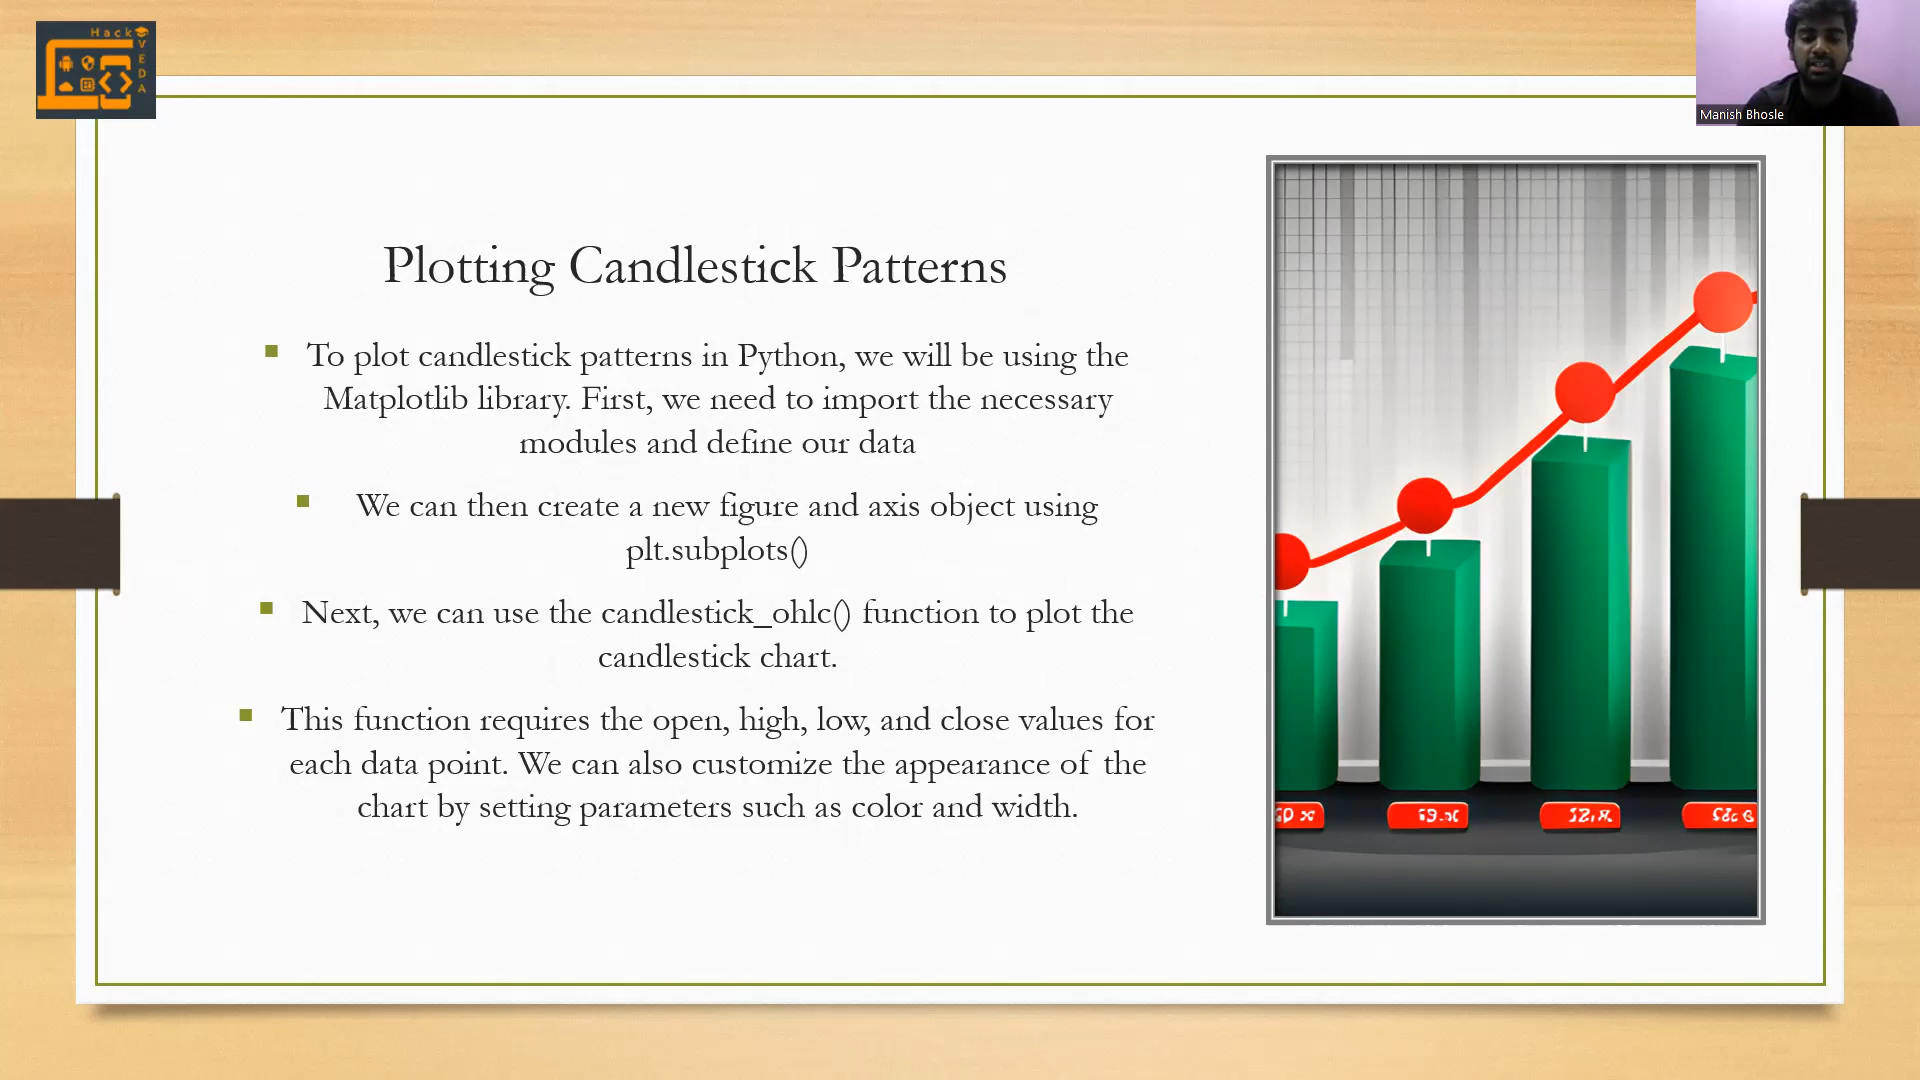 Hack
VEDA
Manish Bhosle
Plotting Candlestick Patterns
To plot candlestick patterns in Python, we will be using the
Matplotlib library. First, we need to import the necessary
modules and define our data
We can then create a new figure and axis object using
plt.subplots()
Next, we can use the candlestick_ohlc() function to plot the
candlestick chart.
This function requires the open, high, low, and close values for
each data point. We can also customize the appearance of the
chart by setting parameters such as color and width.